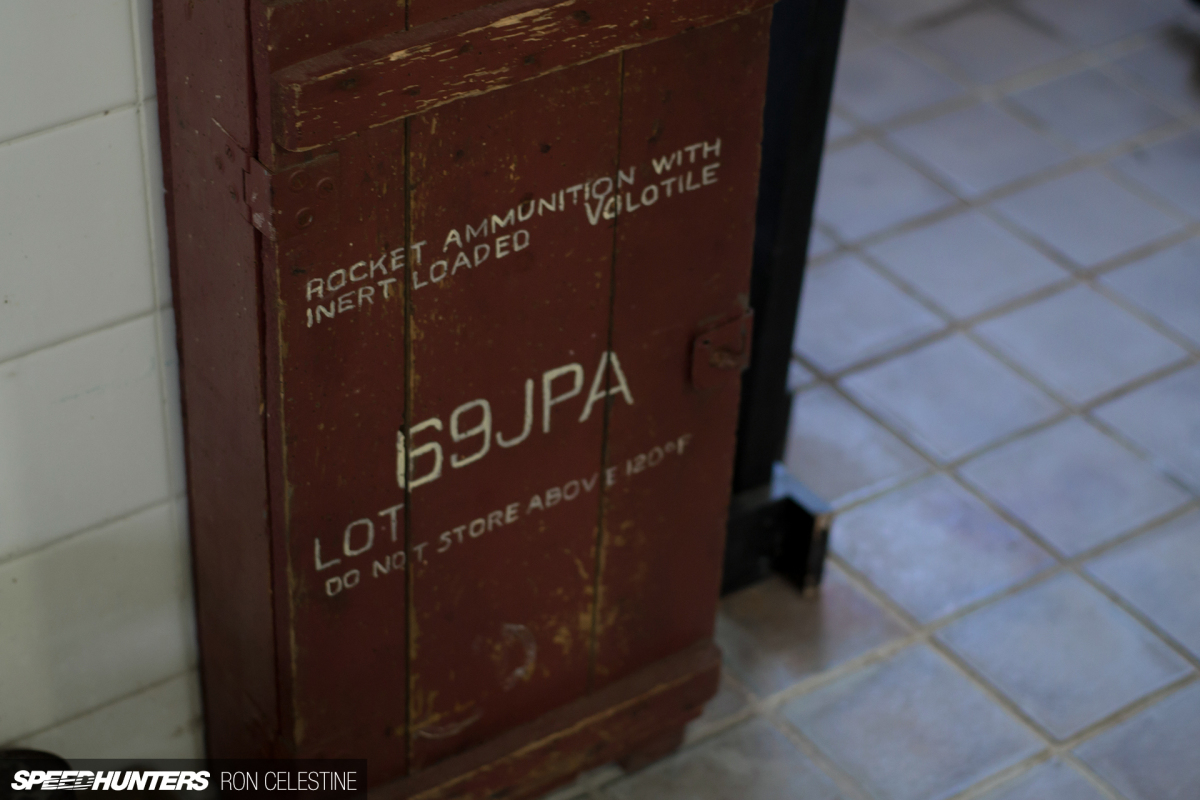 ROCKET AMMUNITION WITH
INERT LOADED VOLOTILE
69JPA
LOT
DO NOT STORE ABOVE 120°F
SPEEDHUNTERS RON CELESTINE